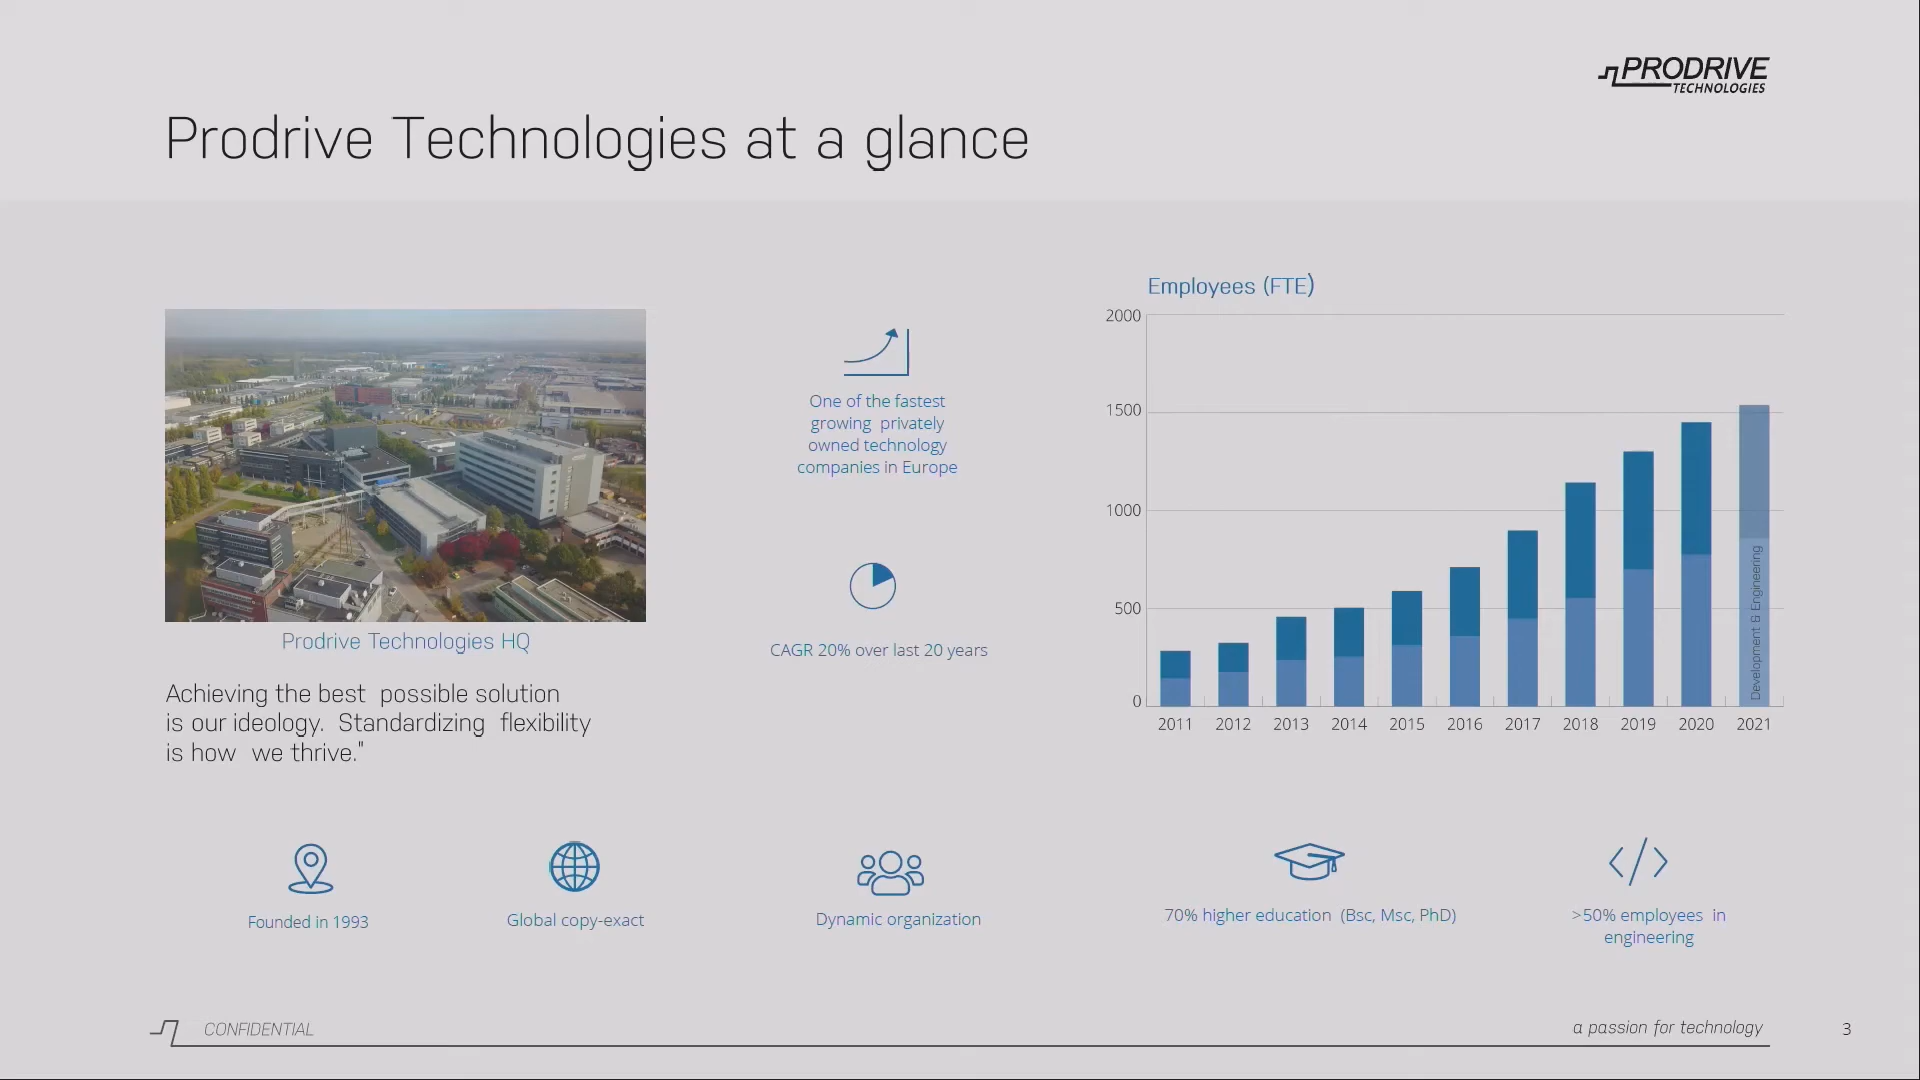 PRODRIVE
TECHNOLOGIES
Prodrive Technologies at a glance
Prodrive Technologies HQ
Achieving the best possible solution
is our ideology. Standardizing flexibility
is how we thrive."
One of the fastest
growing privately
owned technology
companies in Europe
CAGR 20% over last 20 years
Employees (FTE)
2000
1500
1000
500
0
Development & Engineering
2011 2012 2013 2014 2015 2016 2017 2018 2019 2020 2021
Founded in 1993
Global copy-exact
Dynamic organization
70% higher education (Bsc, Msc, PhD)
>50% employees in
engineering
CONFIDENTIAL
a passion for technology
3